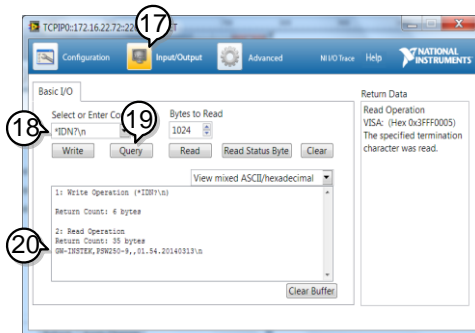 TCPIP0::172.16.22.72::2
17
Configuration
Input/Output
Advanced
NI I/O Trace
Help
NATIONAL
INSTRUMENTS
Basic I/O
Return Data
Select or Enter Co
19
Bytes to Read
18
*IDN?\n
1024
Write
Query
Read
Read Status Byte
Clear
Read Operation
VISA: (Hex 0x3FFF0005)
The specified termination
character was read.
View mixed ASCII/hexadecimal
1: Write Operation (*IDN?\n)
Return Count: 6 bytes
2: Read Operation
Return Count: 35 bytes
20
GW-INSTEK,PSW250-9,,01.54.20140313\n
Clear Buffer